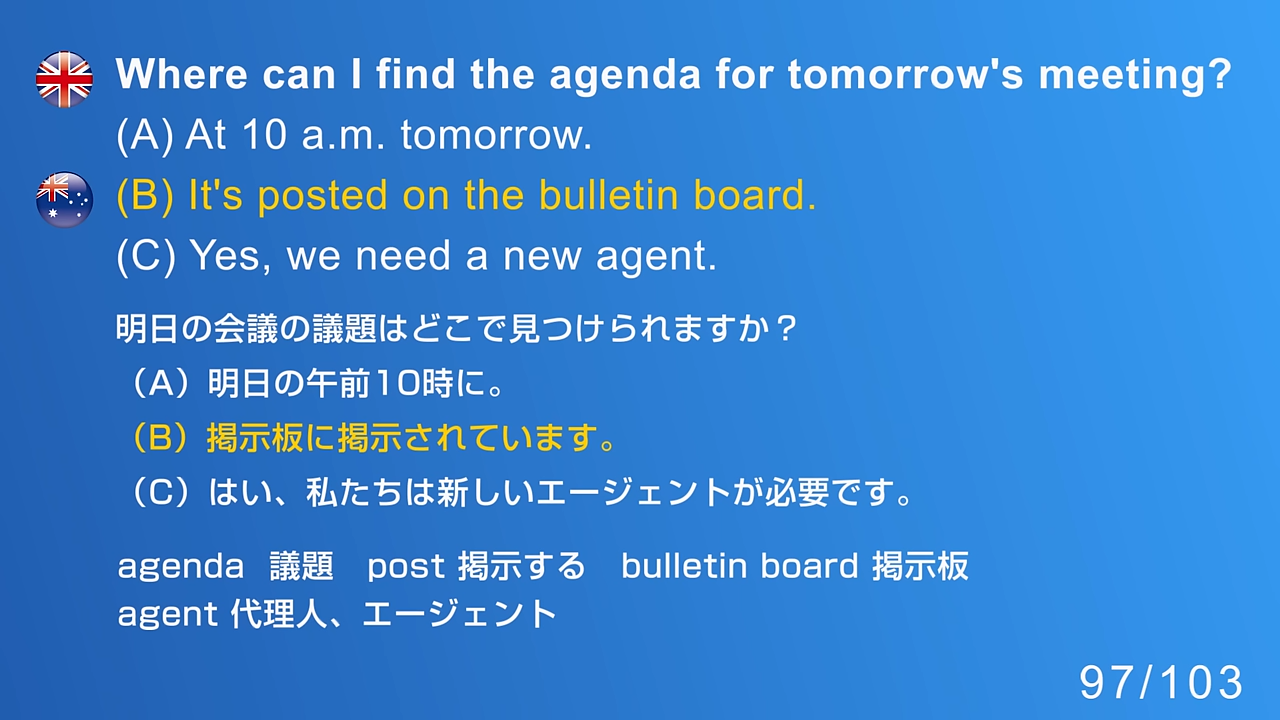 Where can I find the agenda for tomorrow's meeting?
(A) At 10 a.m. tomorrow.
(B) It's posted on the bulletin board.
(C) Yes, we need a new agent.
明日の会議の議題はどこで見つけられますか？
（A）明日の午前10時に。
（B）掲示板に掲示されています。
（C）はい、私たちは新しいエージェントが必要です。
agenda 議題　post 掲示する　bulletin board 掲示板
agent 代理人、エージェント
97/103